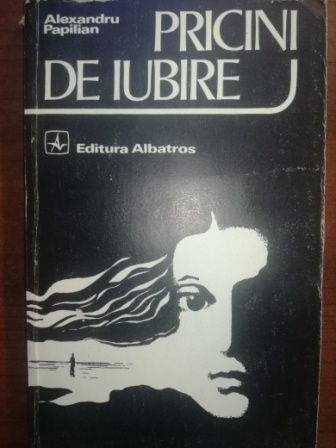 Alexandru
Papilian
PRICINI
DE IUBIRE
Editura Albatros